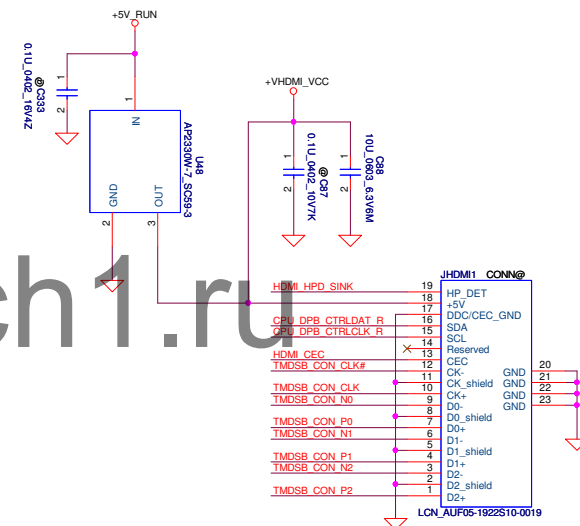 +5V_RUN
1
2
@C333
0.1U_0402_16V4Z
1
IN
GND
OUT
2
3
U48
AP2330W-7_SC59-3
+VHDMI_VCC
1
2
@C87
0.1U_0402_10V7K
1
2
C88
10U_0603_6.3V6M
ch1.ru
JHDMI1 CONN@
HDMI_HPD_SINK 19 HP_DET
18 +5V
17 DDC/CEC_GND
CPU_DPB_CTRLDAT_R 16 SDA
CPU_DPB_CTRLCLK_R 15 SCL
14 Reserved
HDMI_CEC 13 CEC
TMDSB_CON_CLK# 12 CK- GND 20
11 CK_shield GND 21
TMDSB_CON_CLK 10 CK+ GND 22
TMDSB_CON_N0 9 D0- GND 23
8 D0_shield
TMDSB_CON_P0 7 D0+
TMDSB_CON_N1 6 D1-
5 D1_shield
TMDSB_CON_P1 4 D1+
TMDSB_CON_N2 3 D2-
2 D2_shield
TMDSB_CON_P2 1 D2+
LCN_AUF05-1922S10-0019